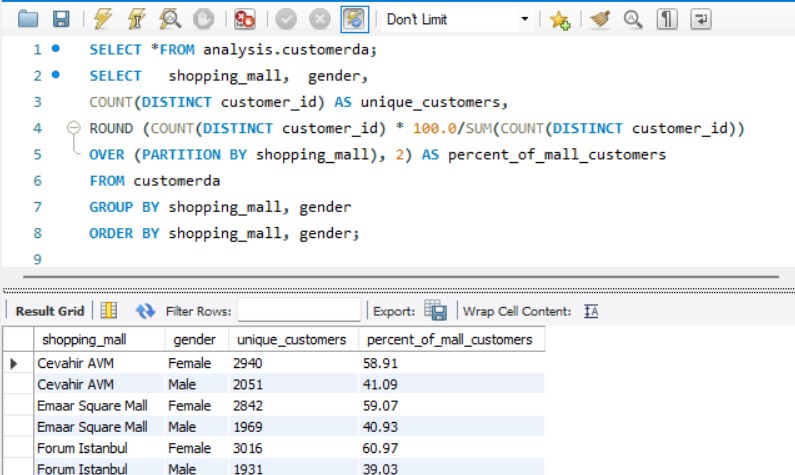 Don't Limit
1 SELECT *FROM analysis.customerda;
2 SELECT shopping_mall, gender,
3 COUNT(DISTINCT customer_id) AS unique_customers,
4 ROUND (COUNT(DISTINCT customer_id) * 100.0/SUM(COUNT(DISTINCT customer_id))
5 OVER (PARTITION BY shopping_mall), 2) AS percent_of_mall_customers
6 FROM customerda
7 GROUP BY shopping_mall, gender
8 ORDER BY shopping_mall, gender;
9
Result Grid Filter Rows: Export: Wrap Cell Content:
shopping_mall gender unique_customers percent_of_mall_customers
Cevahir AVM Female 2940 58.91
Cevahir AVM Male 2051 41.09
Emaar Square Mall Female 2842 59.07
Emaar Square Mall Male 1969 40.93
Forum Istanbul Female 3016 60.97
Forum Istanbul Male 1931 39.03